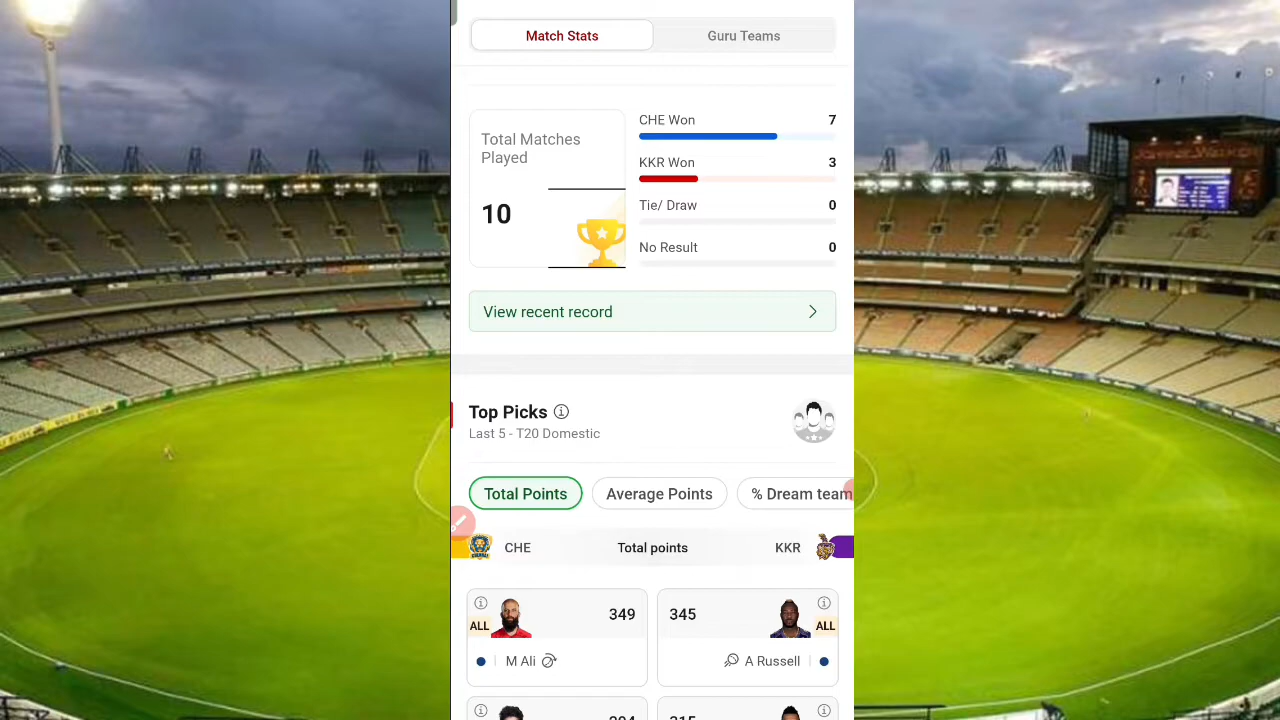 Match Stats
Guru Teams
Total Matches
Played
10
CHE Won 7
KKR Won 3
Tie/ Draw 0
No Result 0
View recent record
Top Picks
Last 5 - T20 Domestic
Total Points
Average Points
% Dream team
CHE
Total points
KKR
ALL
349
M Ali
345
ALL
A Russell